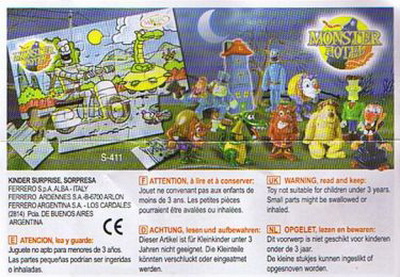 MONSTER
HOTEL
S-411
KINDER SURPRISE, SORPRESA
FERRERO S.p.A. ALBA - ITALY
FERRERO ARDENNES S.A.-B-6700 ARLON
FERRERO ARGENTINA S.A. - LOS CARDALES
(2814) Pcia. DE BUENOS AIRES
ARGENTINA
CE
E ATENCION, lea y guarde:
Juguete no apto para menores de 3 años.
Las partes pequeñas podrían ser ingeridas
o inhaladas.
F ATTENTION, à lire et à conserver:
Jouet ne convenant pas aux enfants de
moins de 3 ans. Les petites pièces
pourraient être avalées ou inhalées.
D ACHTUNG, lesen und aufbewahren:
Dieser Artikel ist für Kleinkinder unter 3
Jahren nicht geeignet. Die Kleinteile
könnten verschluckt oder eingeatmet
werden.
UK WARNING, read and keep:
Toy not suitable for children under 3 years.
Small parts might be swallowed or
inhaled.
NL OPGELET, lezen en bewaren:
Dit voorwerp is niet geschikt voor kinderen
onder de 3 jaar.
De kleine stukjes kunnen ingeslikt of
opgesnoven worden.